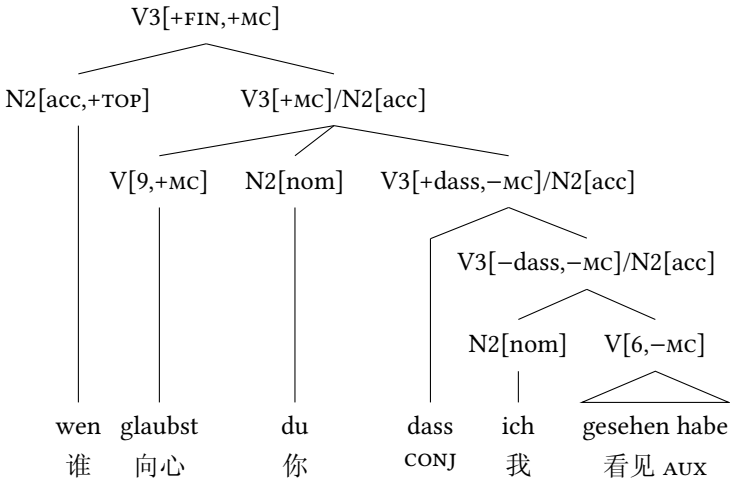 V3[+FIN,+MC]
N2[acc,+TOP] V3[+MC]/N2[acc]
V[9,+MC] N2[nom] V3[+dass,−MC]/N2[acc]
V3[−dass,−MC]/N2[acc]
N2[nom] V[6,−MC]
wen glaubst du dass ich gesehen habe
谁 向心 你 CONJ 我 看见 AUX